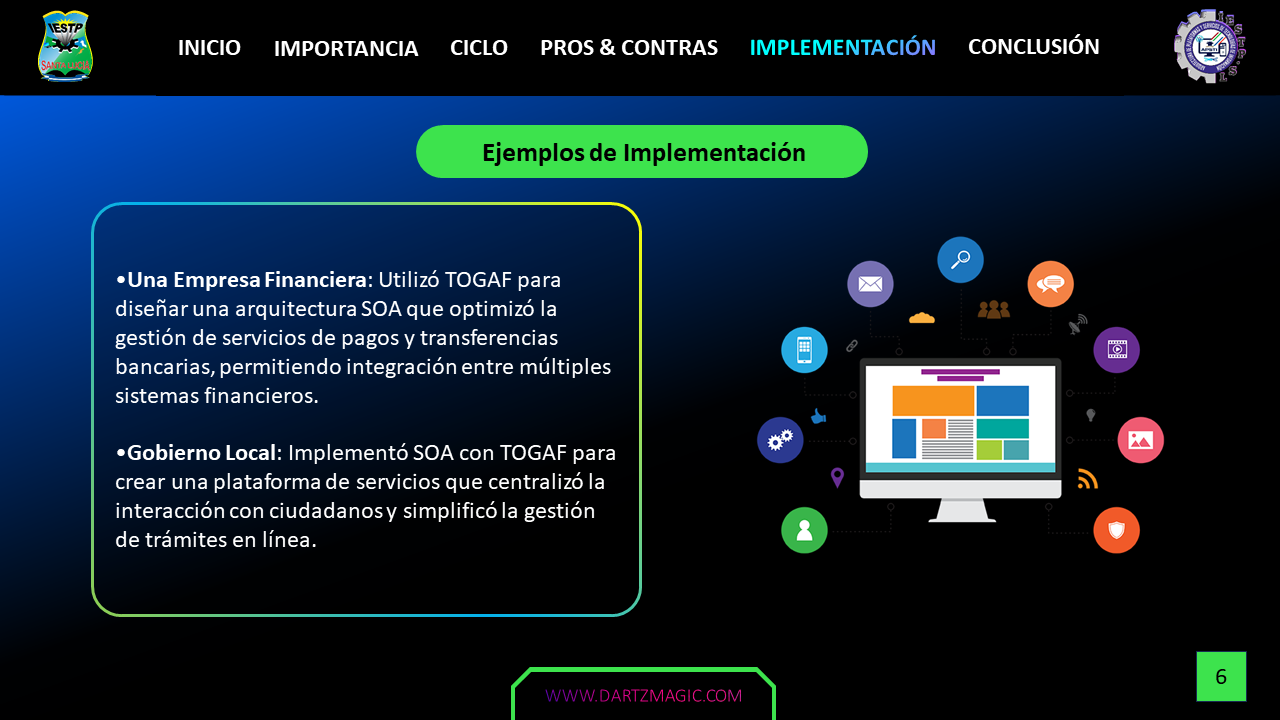 IESTP
SANTA LUCIA
INICIO
IMPORTANCIA
CICLO
PROS & CONTRAS
IMPLEMENTACIÓN
CONCLUSIÓN
Ejemplos de Implementación
•Una Empresa Financiera: Utilizó TOGAF para
diseñar una arquitectura SOA que optimizó la
gestión de servicios de pagos y transferencias
bancarias, permitiendo integración entre múltiples
sistemas financieros.
•Gobierno Local: Implementó SOA con TOGAF para
crear una plataforma de servicios que centralizó la
interacción con ciudadanos y simplificó la gestión
de trámites en línea.
WWW.DARTZMAGIC.COM
6